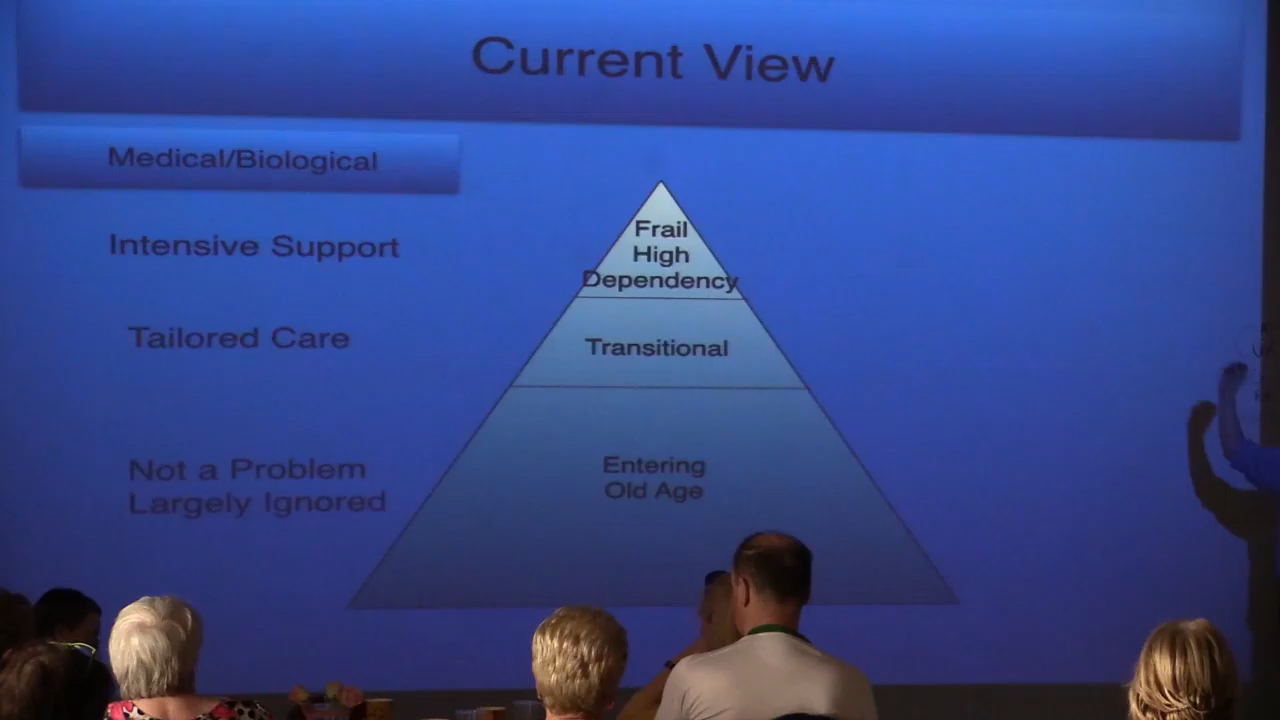 Current View
Medical/Biological
Intensive Support
Tailored Care
Not a Problem
Largely Ignored
Frail
High
Dependency
Transitional
Entering
Old Age